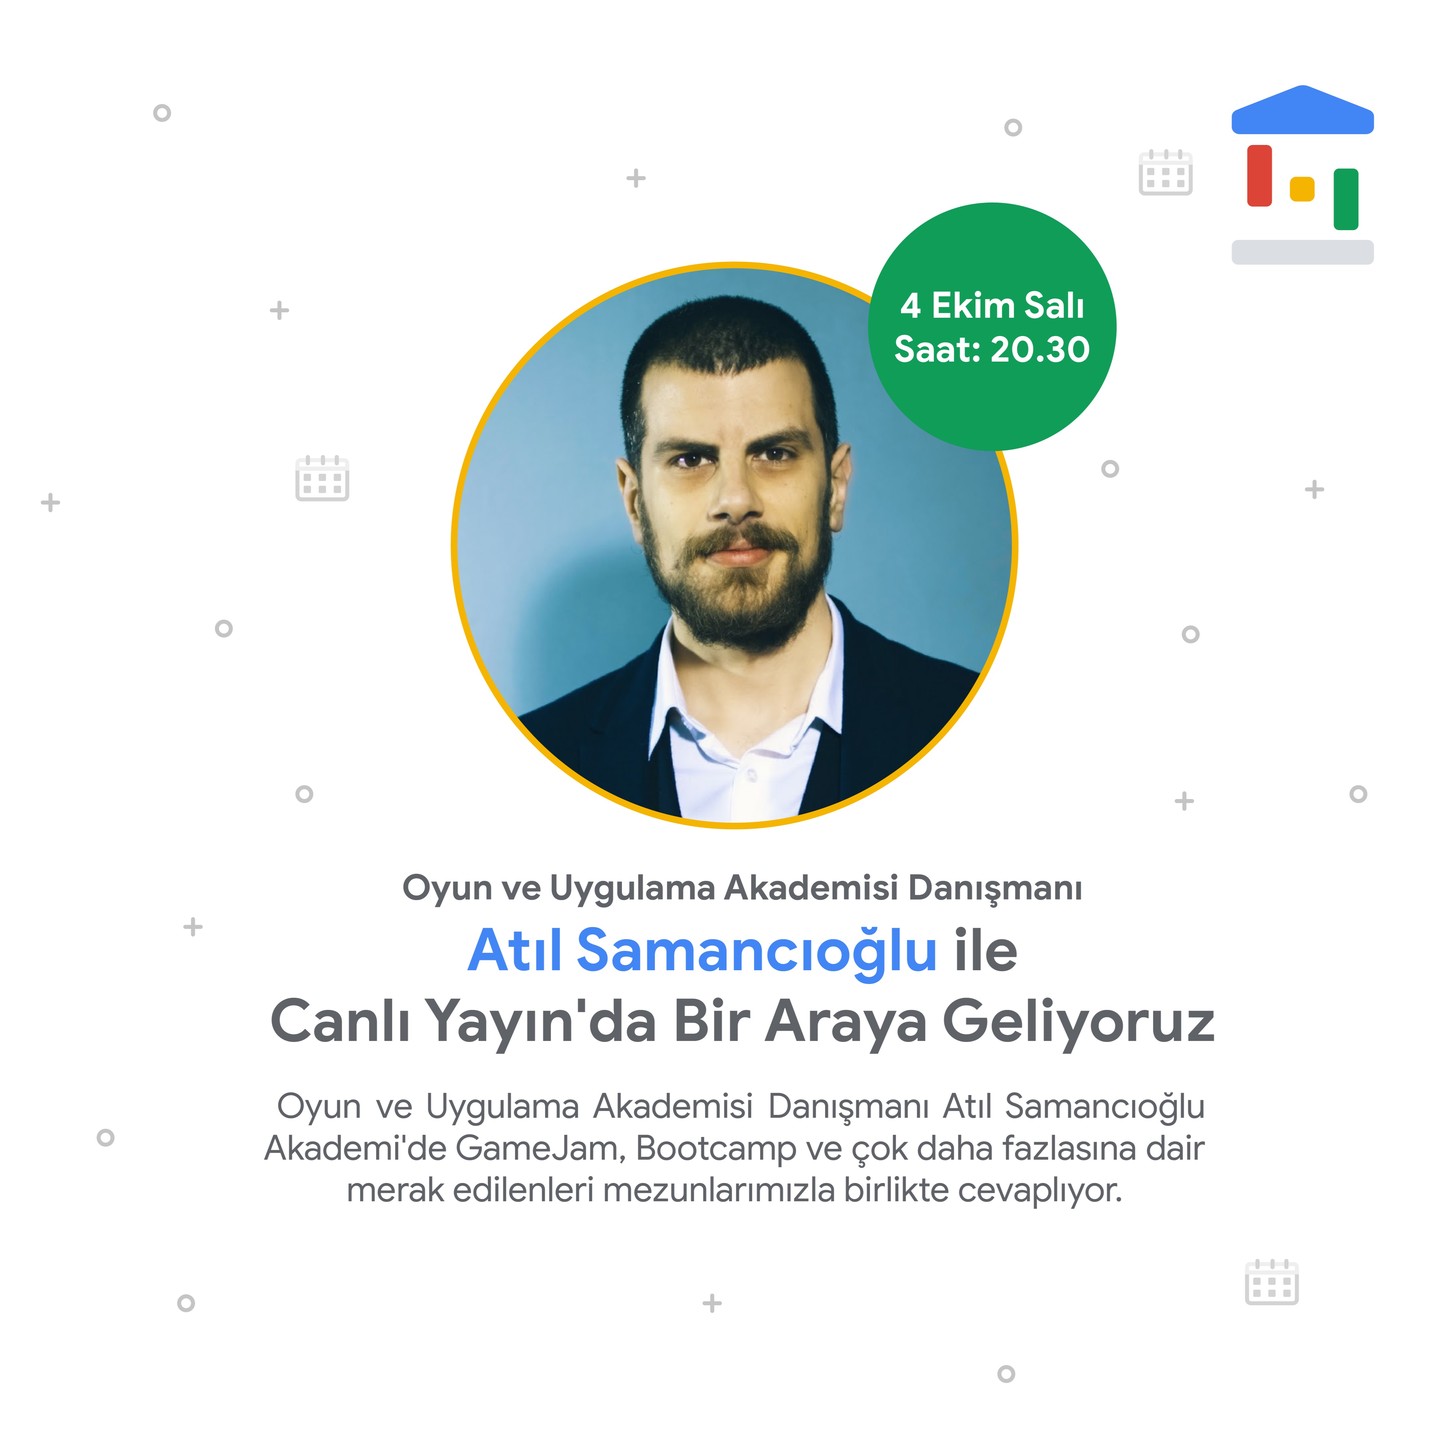 4 Ekim Salı
Saat: 20.30
Oyun ve Uygulama Akademisi Danışmanı
Atıl Samancıoğlu ile
Canlı Yayın'da Bir Araya Geliyoruz
Oyun ve Uygulama Akademisi Danışmanı Atıl Samancıoğlu
Akademi'de GameJam, Bootcamp ve çok daha fazlasına dair
merak edilenleri mezunlarımızla birlikte cevaplıyor.